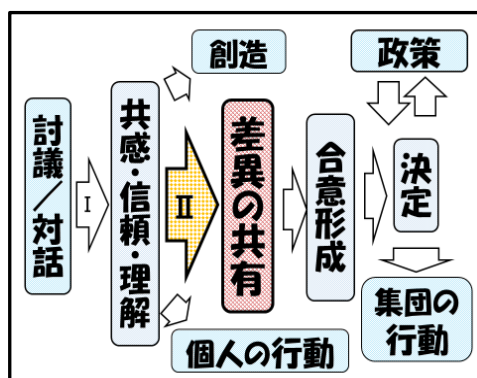 討議／対話
I
共感・信頼・理解
創造
II
差異の共有
個人の行動
合意形成
政策
決定
集団の
行動